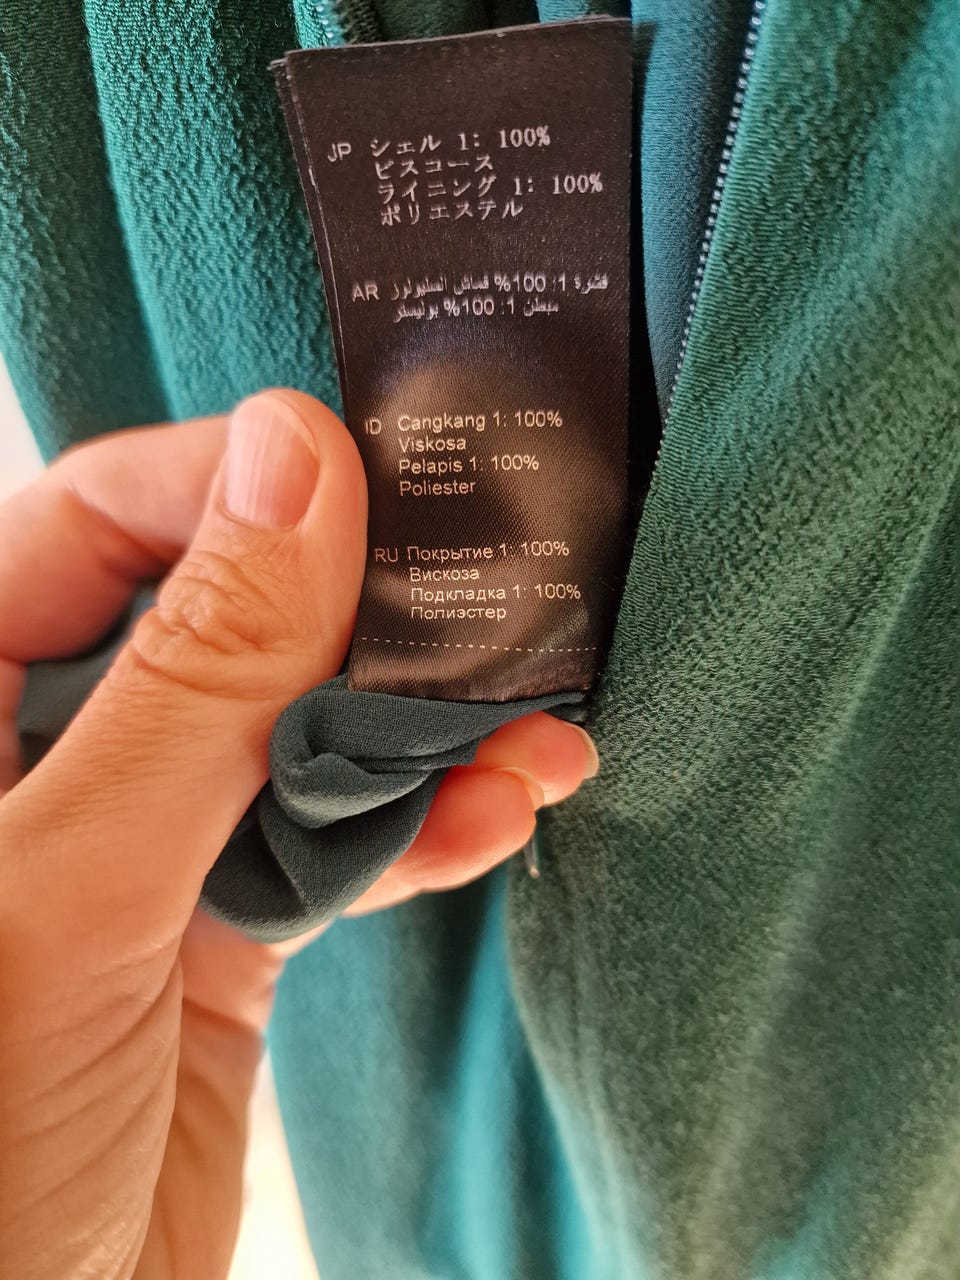 JP シェル 1: 100%
ビスコース
ライニング 1: 100%
ポリエステル
AR قشرة 1: 100% قماش السليولوز
مبطن 1: 100% بوليستر
ID Cangkang 1: 100%
Viskosa
Pelapis 1: 100%
Poliester
RU Покрытие 1: 100%
Вискоза
Подкладка 1: 100%
Полиэстер